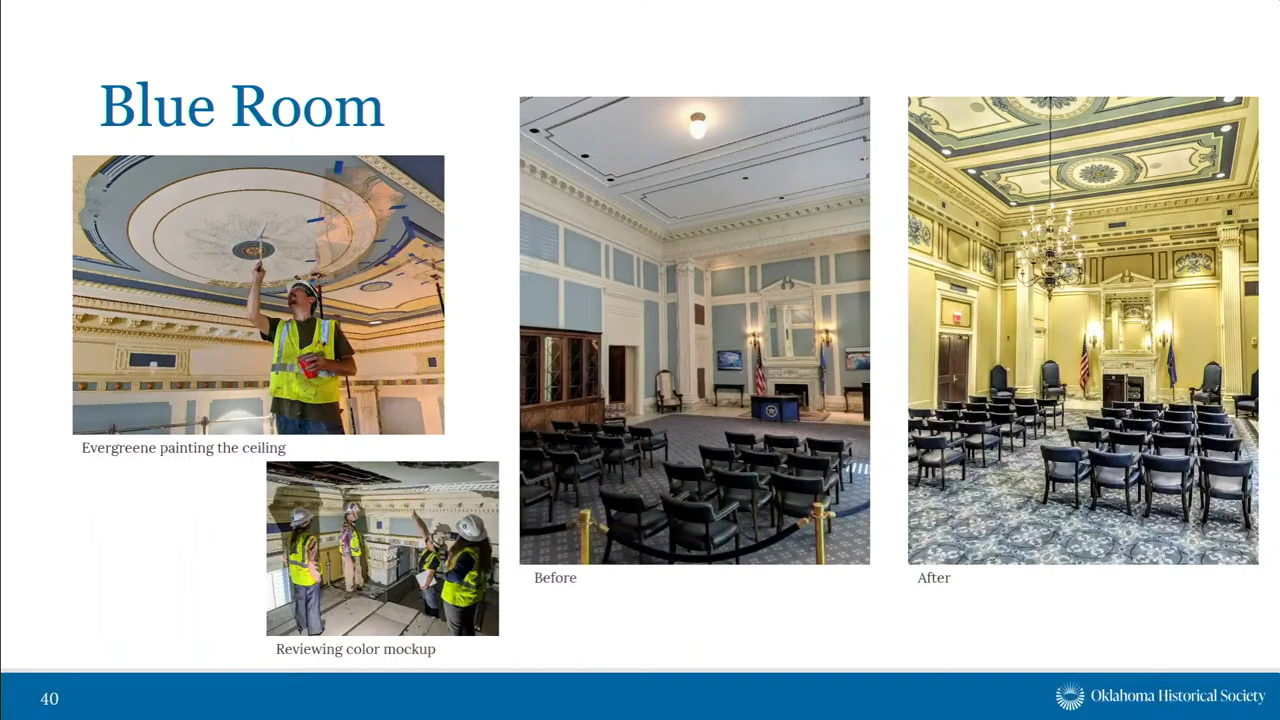 Blue Room
Evergreene painting the ceiling
Reviewing color mockup
Before
After
40
Oklahoma Historical Society